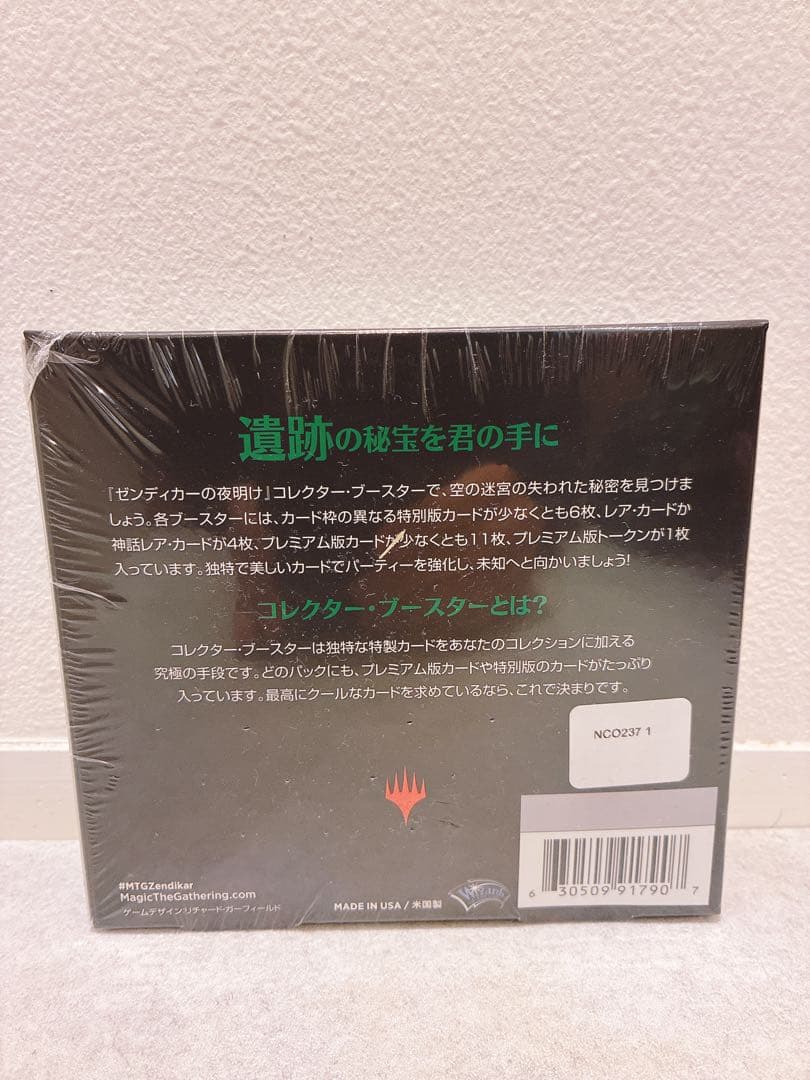 遺跡の秘宝を君の手に
『ゼンディカーの夜明け』コレクター・ブースターで、空の迷宮の失われた秘密を見つけま
しょう。各ブースターには、カード枠の異なる特別版カードが少なくとも6枚、レア・カードか
神話レア・カードが4枚、プレミアム版カードが少なくとも11枚、プレミアム版トークンが1枚
入っています。独特で美しいカードでパーティーを強化し、未知へと向かいましょう!
コレクター・ブースターとは?
コレクター・ブースターは独特な特製カードをあなたのコレクションに加える
究極の手段です。どのパックにも、プレミアム版カードや特別版のカードがたっぷり
入っています。最高にクールなカードを求めているなら、これで決まりです。
NCO237 1
#MTGZendikar
MagicTheGathering.com
ゲームデザイン:リチャード・ガーフィールド
MADE IN USA / 米国製
Wizards
6 30509 91790 7